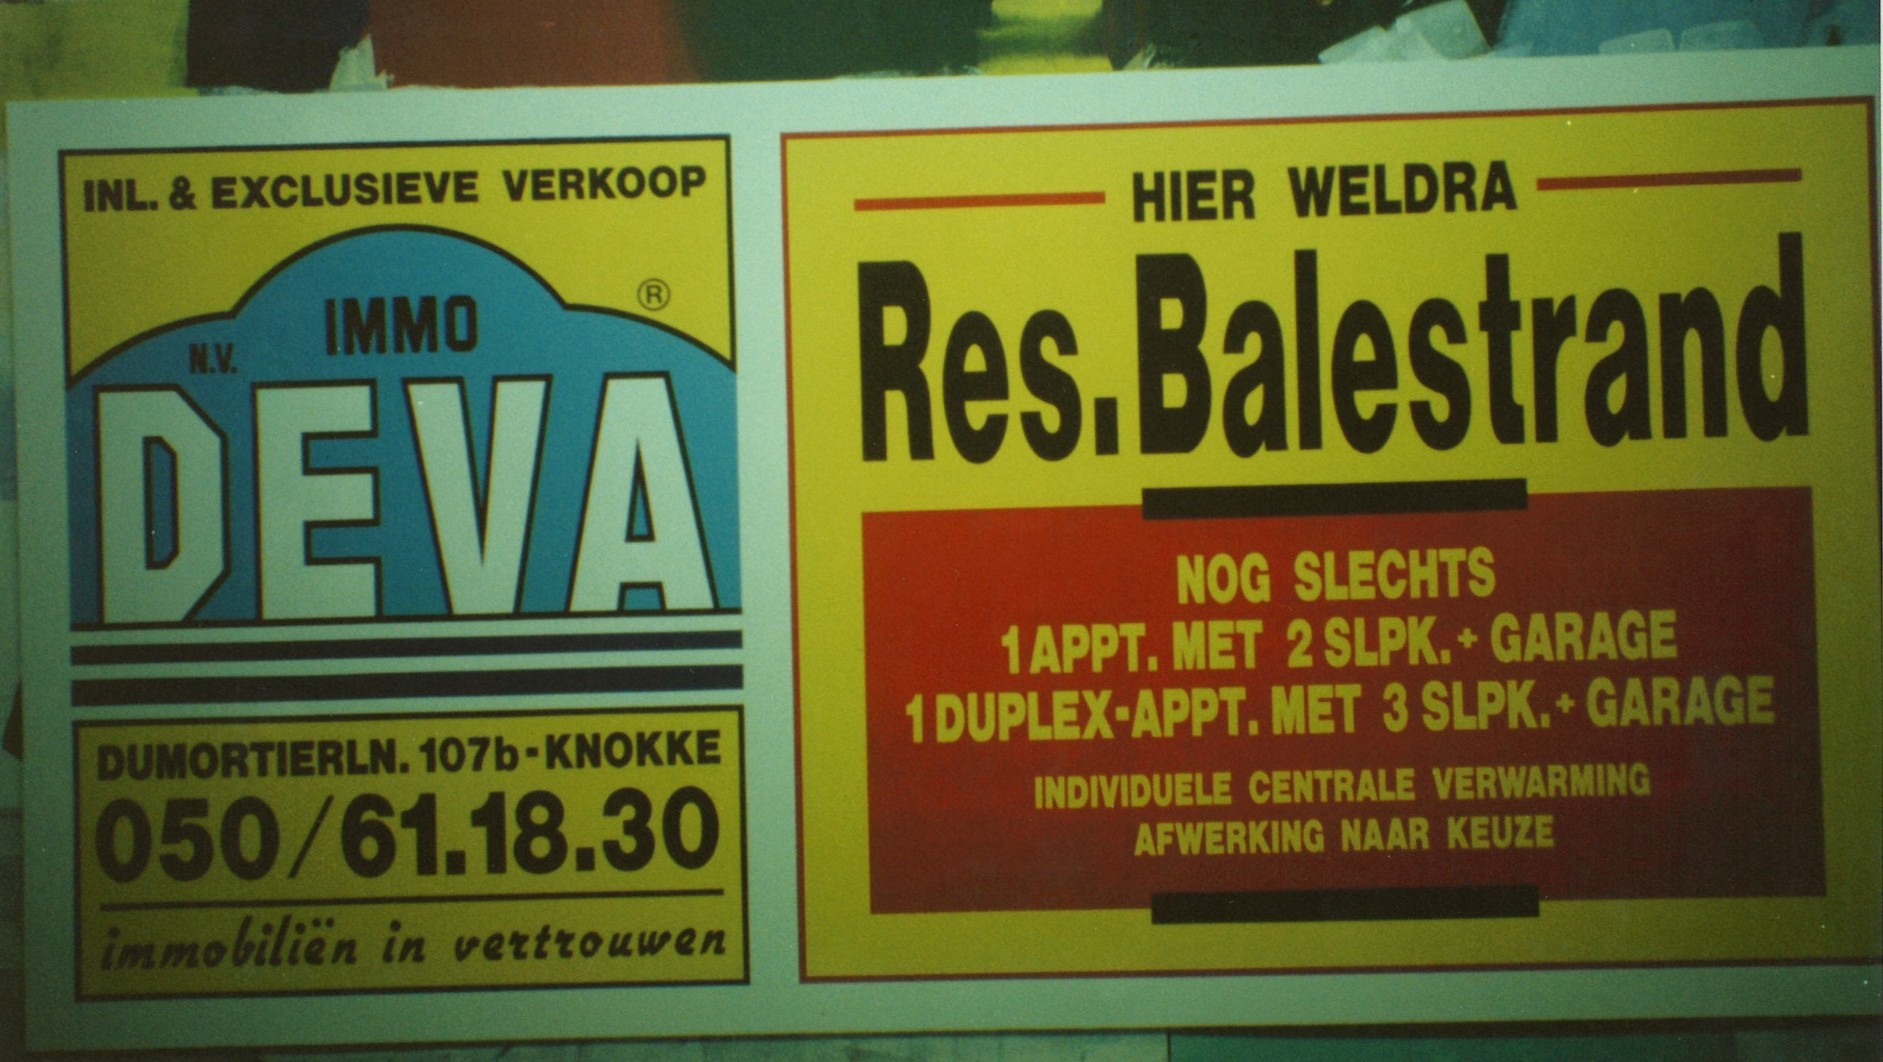 INL. & EXCLUSIEVE VERKOOP
IMMO
®
N.V.
DEVA
DUMORTIERLN. 107b-KNOKKE
050/61.18.30
immobiliën in vertrouwen
HIER WELDRA
Res.Balestrand
NOG SLECHTS
1 APPT. MET 2 SLPK.+ GARAGE
1 DUPLEX-APPT. MET 3 SLPK.+ GARAGE
INDIVIDUELE CENTRALE VERWARMING
AFWERKING NAAR KEUZE